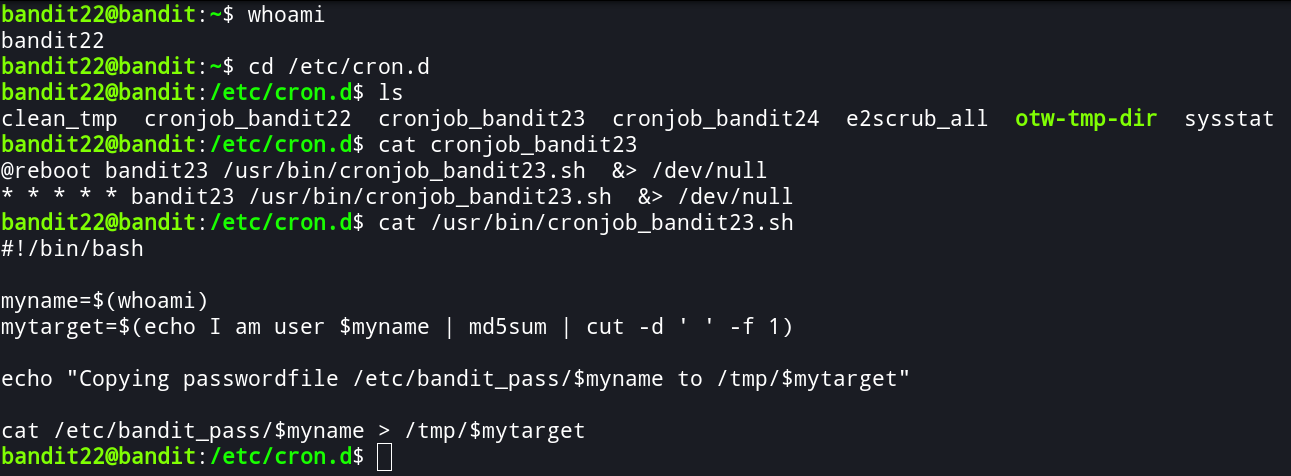 bandit22@bandit:~$ whoami
bandit22
bandit22@bandit:~$ cd /etc/cron.d
bandit22@bandit:/etc/cron.d$ ls
clean_tmp  cronjob_bandit22  cronjob_bandit23  cronjob_bandit24  e2scrub_all  otw-tmp-dir  sysstat
bandit22@bandit:/etc/cron.d$ cat cronjob_bandit23
@reboot bandit23 /usr/bin/cronjob_bandit23.sh  &> /dev/null
* * * * * bandit23 /usr/bin/cronjob_bandit23.sh  &> /dev/null
bandit22@bandit:/etc/cron.d$ cat /usr/bin/cronjob_bandit23.sh
#!/bin/bash

myname=$(whoami)
mytarget=$(echo I am user $myname | md5sum | cut -d ' ' -f 1)

echo "Copying passwordfile /etc/bandit_pass/$myname to /tmp/$mytarget"

cat /etc/bandit_pass/$myname > /tmp/$mytarget
bandit22@bandit:/etc/cron.d$